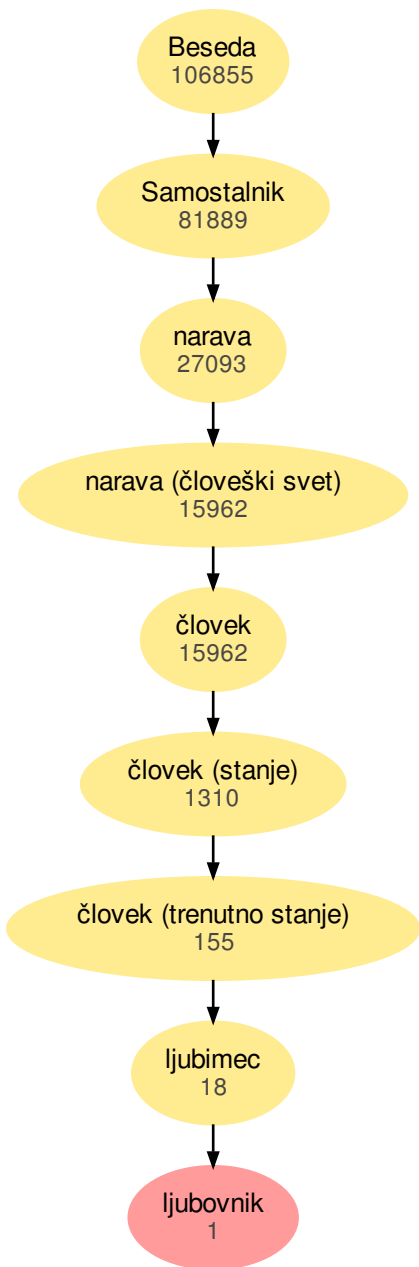 Beseda
106855
Samostalnik
81889
narava
27093
narava (človeški svet)
15962
človek
15962
človek (stanje)
1310
človek (trenutno stanje)
155
ljubimec
18
ljubovnik
1